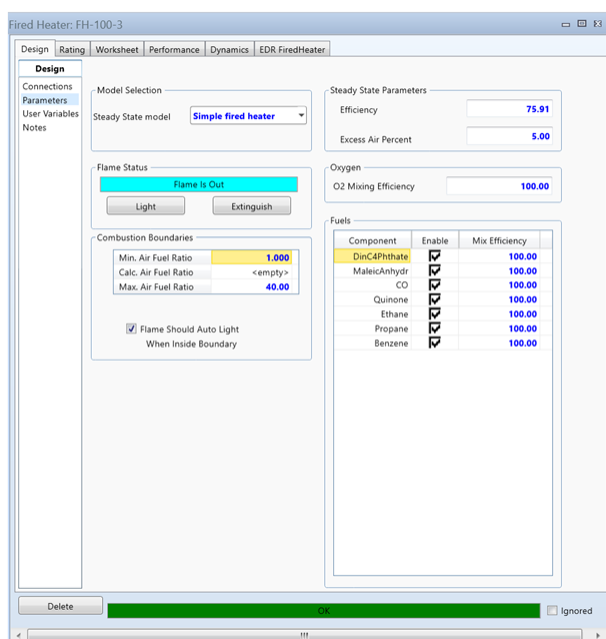 Fired Heater: FH-100-3
Design Rating Worksheet Performance Dynamics EDR FiredHeater
Design
Connections
Parameters
User Variables
Notes
Model Selection
Steady State model Simple fired heater
Flame Status
Flame Is Out
Light Extinguish
Combustion Boundaries
Min. Air Fuel Ratio 1.000
Calc. Air Fuel Ratio <empty>
Max. Air Fuel Ratio 40.00
Flame Should Auto Light
When Inside Boundary
Steady State Parameters
Efficiency 75.91
Excess Air Percent 5.00
Oxygen
O2 Mixing Efficiency 100.00
Fuels
Component Enable Mix Efficiency
DinC4Phthate 100.00
MaleicAnhydr 100.00
CO 100.00
Quinone 100.00
Ethane 100.00
Propane 100.00
Benzene 100.00
Delete OK Ignored